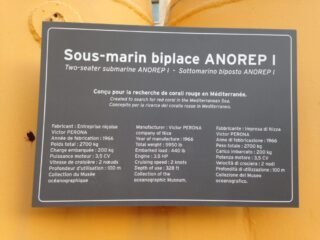 Sous-marin biplace ANOREP I
Two-seater submarine ANOREP I - Sottomarino biposto ANOREP I
Conçu pour la recherche de corail rouge en Méditerranée.
Created to search for red coral in the Mediterranean Sea.
Concepito per la ricerca del corallo rosso in Mediterraneo.
Fabricant : Entreprise niçoise
Victor PERONA
Année de fabrication : 1966
Poids total : 2700 kg
Charge embarquée : 200 kg
Puissance moteur : 3,5 CV
Vitesse de croisière : 2 nœuds
Profondeur d'utilisation : 100 m
Collection du Musée
océanographique
Manufacturer : Victor PERONA
company of Nice
Year of manufacture : 1966
Total weight : 5950 lb
Embarked load : 440 lb
Engine : 3,5 HP
Cruising speed : 2 knots
Depth of use : 328 ft
Collection of the
oceanographic Museum.
Fabbricante : Impresa di Nizza
Victor PERONA
Anno di fabbricazione : 1966
Peso totale : 2700 kg
Carico imbarcato : 200 kg
Potenza motore : 3,5 CV
Velocità di crociera : 2 nodi
Profondità di utilizzazione : 100 m
Collezione del Museo
oceanografico.